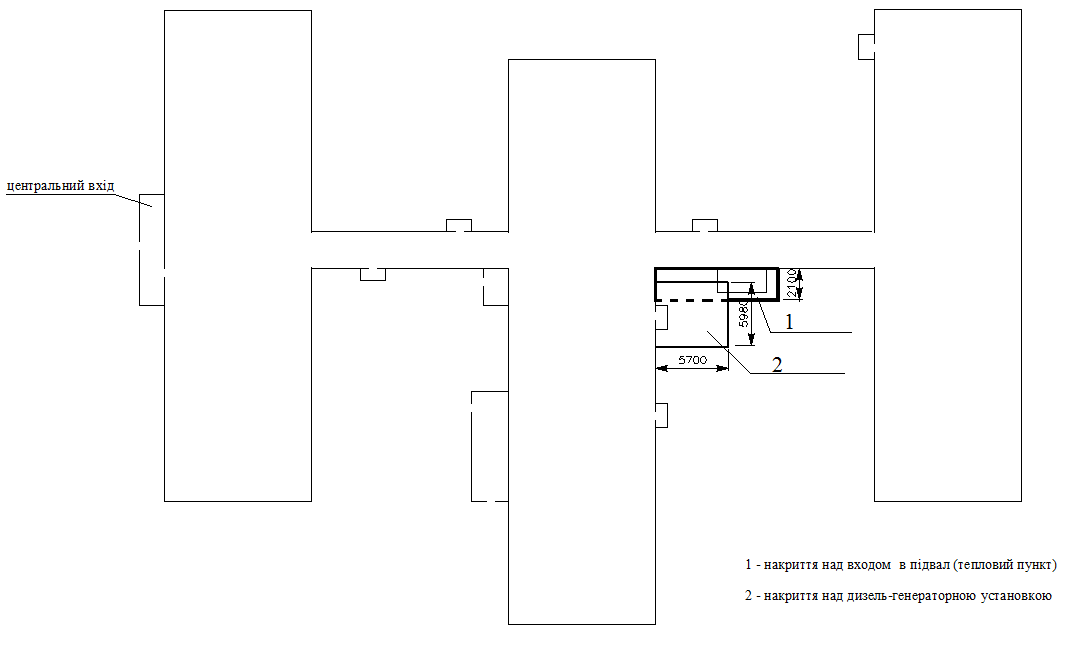 центральний вхід
2100
5980
1
5700
2
1 - накриття над входом в підвал (тепловий пункт)
2 - накриття над дизель-генераторною установкою